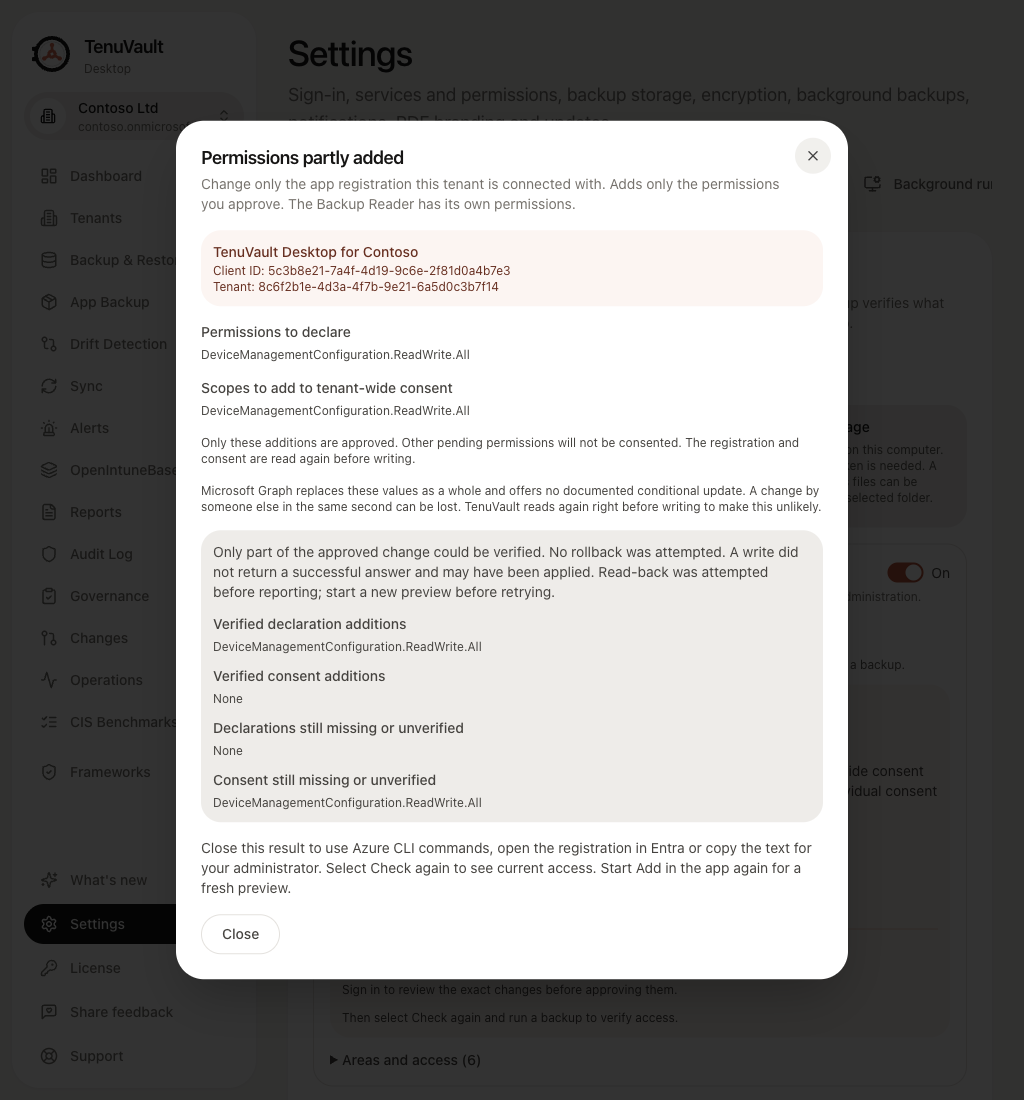 TenuVault
Desktop
Contoso Ltd
Dashboard
Tenants
App Backup
Drift Detection
Sync
Alerts
Reports
Audit Log
Governance
Changes
Operations
CIS Benchmarks
Frameworks
What's new
Settings
License
Share feedback
Support
Settings
Sign-in, services and permissions, backup storage, encryption, background backups,
Permissions partly added
Change only the app registration this tenant is connected with. Adds only the permissions
you approve. The Backup Reader has its own permissions.
TenuVault Desktop for Contoso
Client ID: 5c3b8e21-7a4f-4d19-9c6e-2f81d0a4b7e3
Tenant: 8c6f2b1e-4d3a-4f7b-9e21-6a5d0c3b7f14
Permissions to declare
DeviceManagementConfiguration.ReadWrite.All
Scopes to add to tenant-wide consent
DeviceManagementConfiguration.ReadWrite.All
Only these additions are approved. Other pending permissions will not be consented. The registration and
consent are read again before writing.
Microsoft Graph replaces these values as a whole and offers no documented conditional update. A change by
someone else in the same second can be lost. TenuVault reads again right before writing to make this unlikely.
Only part of the approved change could be verified. No rollback was attempted. A write did
not return a successful answer and may have been applied. Read-back was attempted
before reporting; start a new preview before retrying.
Verified declaration additions
DeviceManagementConfiguration.ReadWrite.All
Verified consent additions
None
Declarations still missing or unverified
None
Consent still missing or unverified
DeviceManagementConfiguration.ReadWrite.All
Close this result to use Azure CLI commands, open the registration in Entra or copy the text for
your administrator. Select Check again to see current access. Start Add in the app again for a
fresh preview.
Close
Background
verifies what
on this computer.
is needed. A
files can be
selected folder.
On
a backup.
consent
consent
Sign in to review the exact changes before approving them.
Then select Check again and run a backup to verify access.
Areas and access (6)